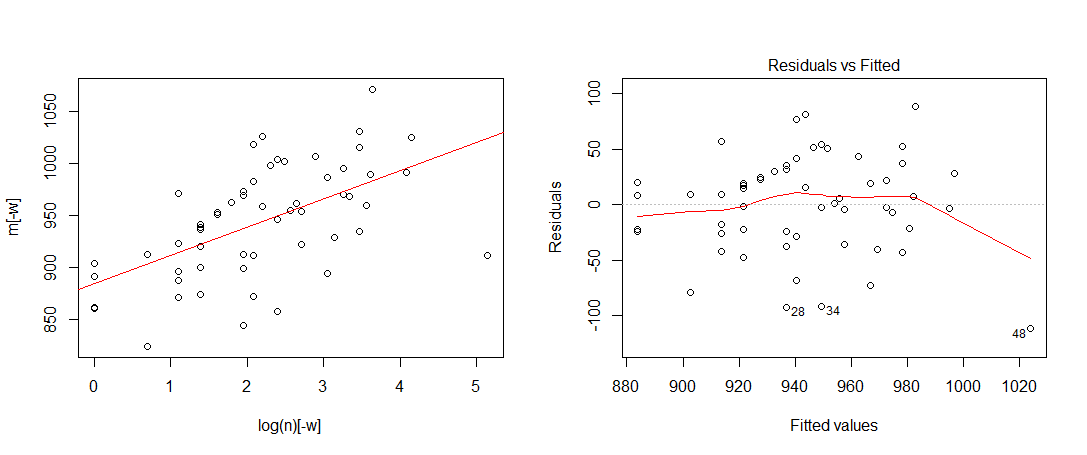 Residuals vs Fitted
m[-w]
850 900 950 1000 1050
0 1 2 3 4 5
log(n)[-w]
Residuals
-100 -50 0 50 100
28
34
48
880 900 920 940 960 980 1000 1020
Fitted values